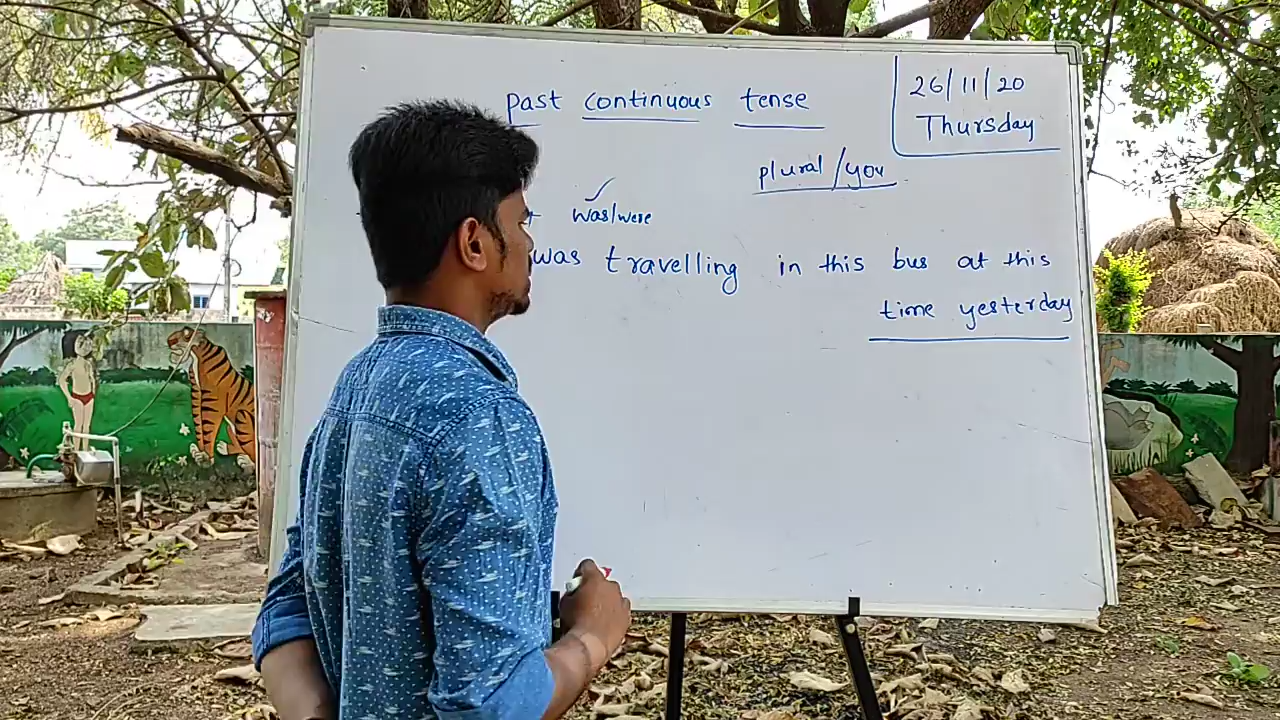 past continuous tense
26/11/20
Thursday
plural/you
+ was/were
was travelling in this bus at this
time yesterday